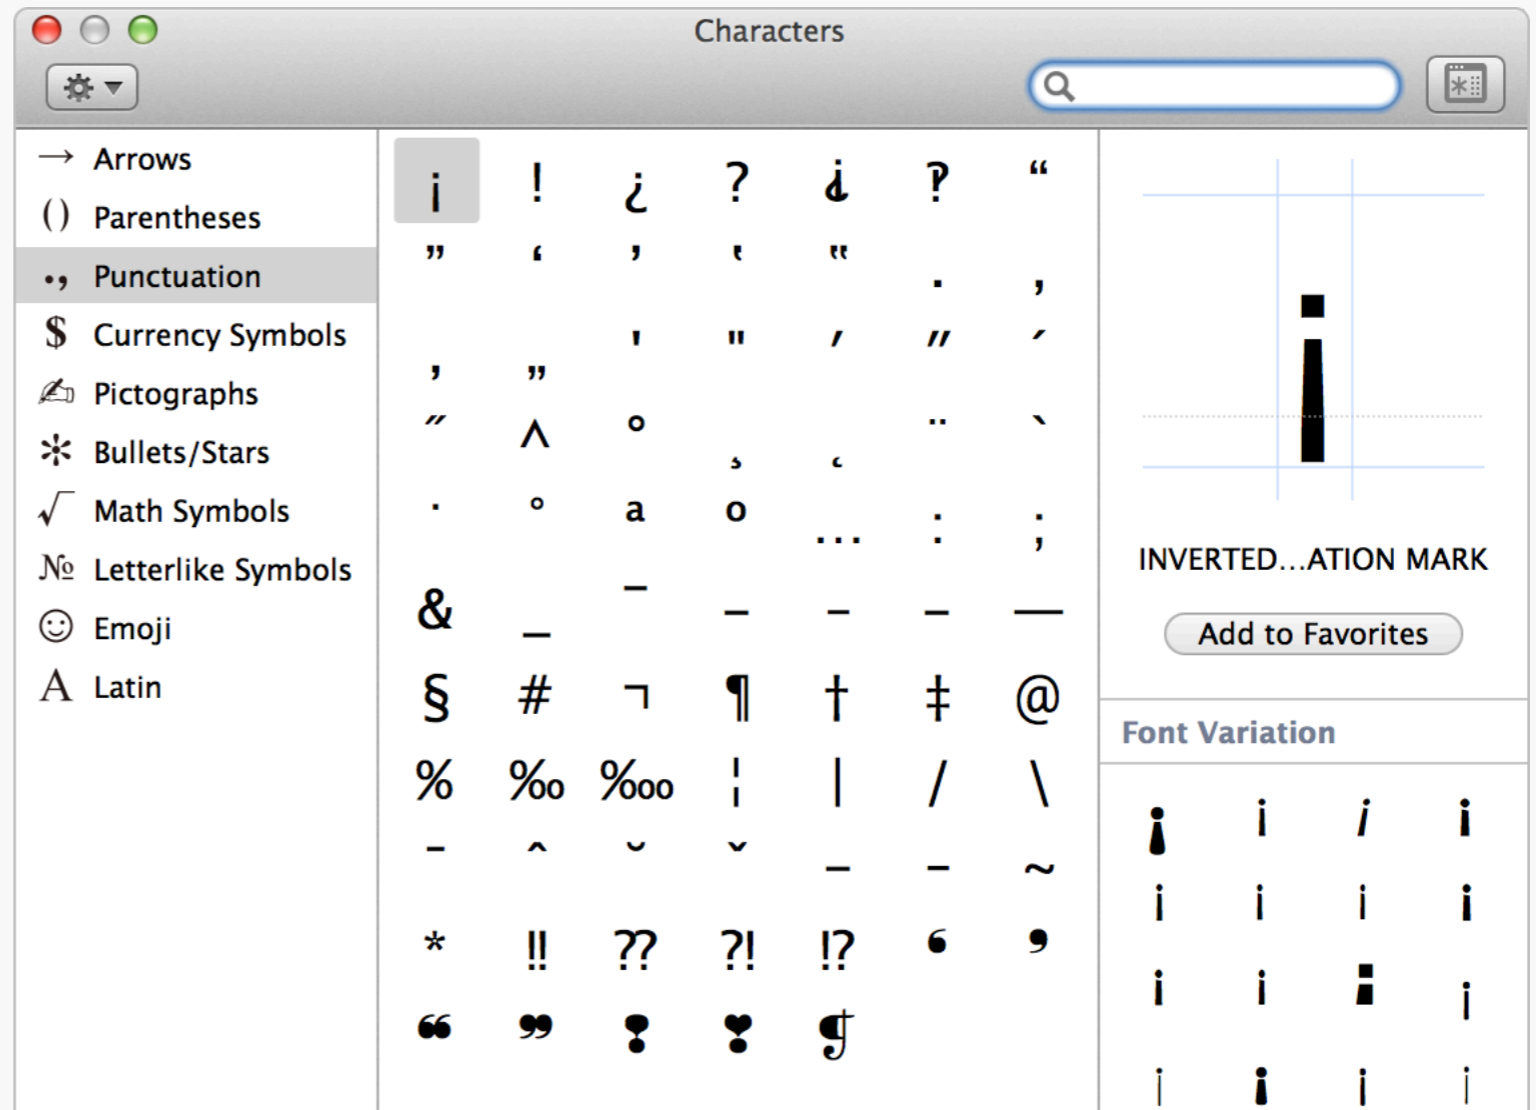 Characters
→ Arrows
() Parentheses
., Punctuation
$ Currency Symbols
✍ Pictographs
✻ Bullets/Stars
√ Math Symbols
№ Letterlike Symbols
☺ Emoji
A Latin
¡ ! ¿ ? ⸘ ‽ “
” ‘ ’ ‛ ‟ . ,
‚ „ ' " ′ ″ ´
˝ ^ ° ¸ ˛ ¨ `
˙ ˚ ª º … : ;
& _ ‾ – - – —
§ # ¬ ¶ † ‡ @
% ‰ ‱ ¦ | / \
ˉ ˆ ˘ ˇ ‒ - ~
* ‼ ⁇ ⁈ ⁉ ❛ ❜
❝ ❞ ❢ ❣ ❡
INVERTED…ATION MARK
Add to Favorites
Font Variation
¡ ¡ ¡ ¡
¡ ¡ ¡ ¡
¡ ¡ ¡ ¡
¡ ¡ ¡ ¡